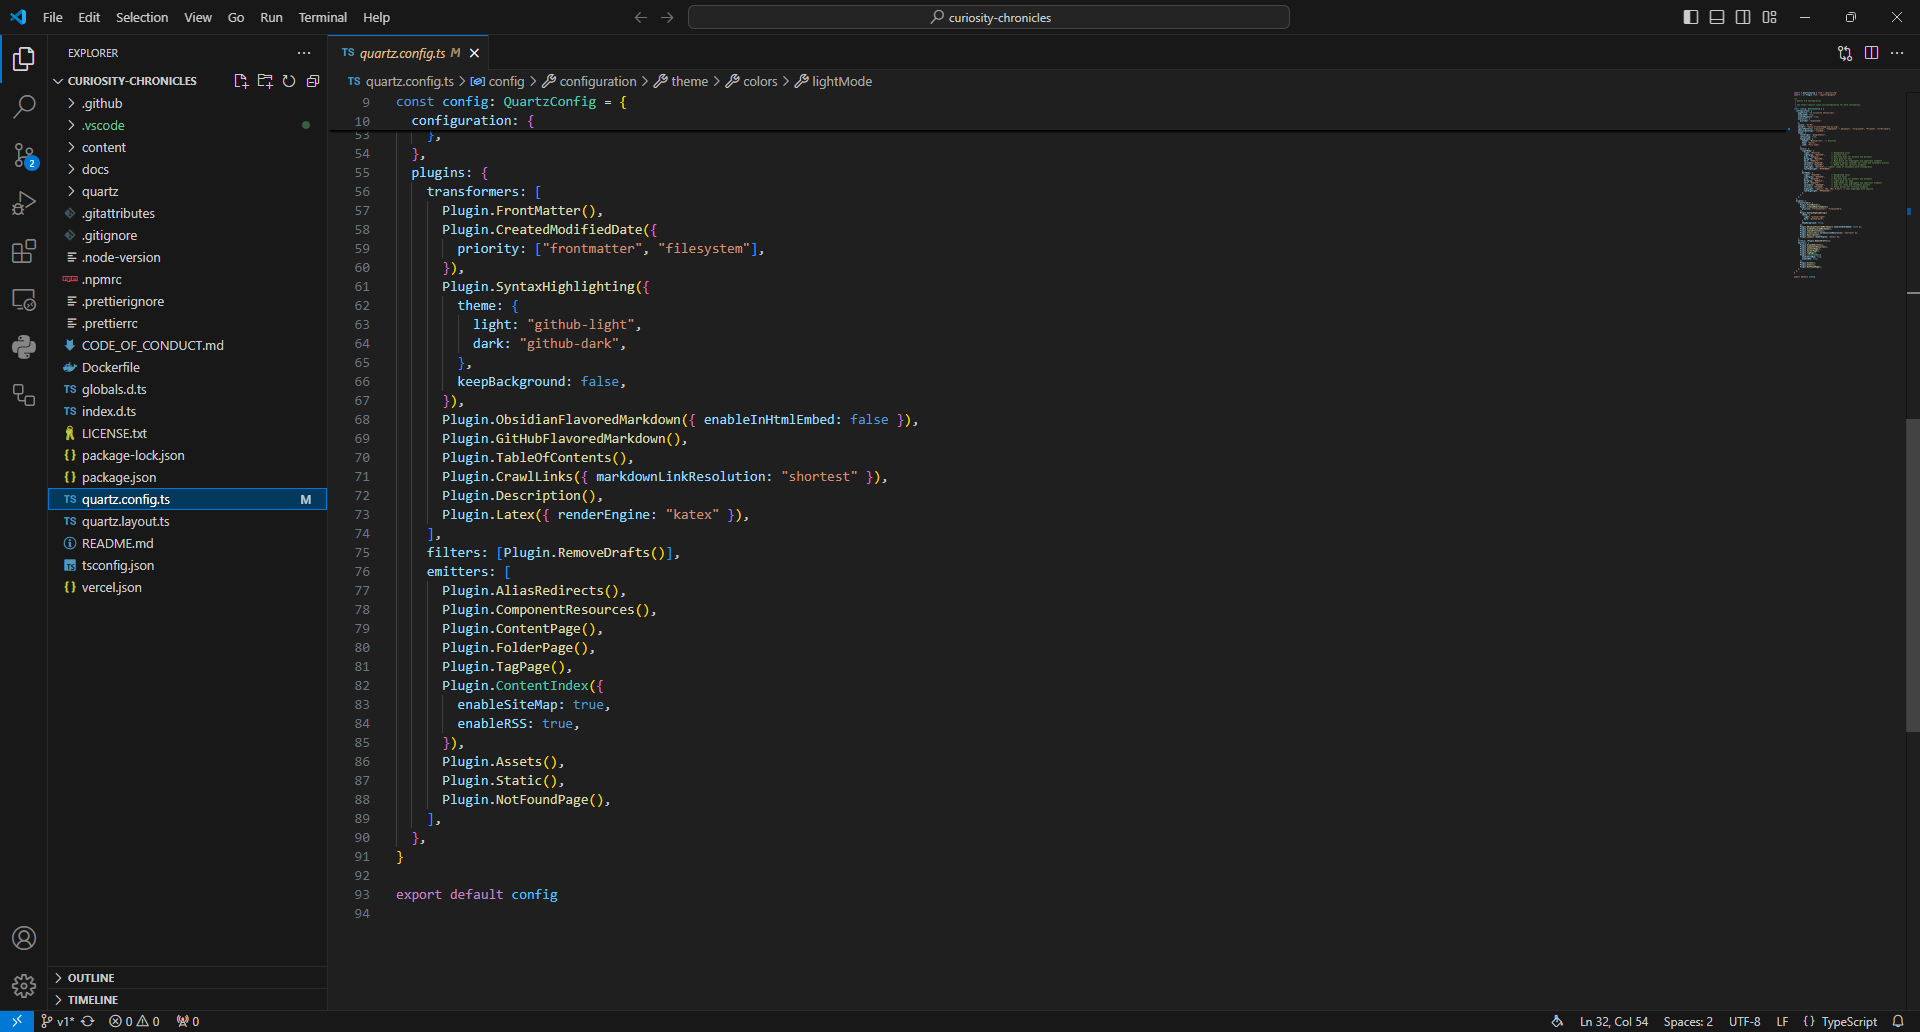 File Edit Selection View Go Run Terminal Help
curiosity-chronicles
EXPLORER
CURIOSITY-CHRONICLES
.github
.vscode
content
docs
quartz
.gitattributes
.gitignore
.node-version
.npmrc
.prettierignore
.prettierrc
CODE_OF_CONDUCT.md
Dockerfile
TS globals.d.ts
TS index.d.ts
LICENSE.txt
{} package-lock.json
{} package.json
TS quartz.config.ts M
TS quartz.layout.ts
README.md
TS tsconfig.json
{} vercel.json
OUTLINE
TIMELINE
2
TS quartz.config.ts M
TS quartz.config.ts > config > configuration > theme > colors > lightMode
9 const config: QuartzConfig = {
10 configuration: {
53 },
54 },
55 plugins: {
56 transformers: [
57 Plugin.FrontMatter(),
58 Plugin.CreatedModifiedDate({
59 priority: ["frontmatter", "filesystem"],
60 }),
61 Plugin.SyntaxHighlighting({
62 theme: {
63 light: "github-light",
64 dark: "github-dark",
65 },
66 keepBackground: false,
67 }),
68 Plugin.ObsidianFlavoredMarkdown({ enableInHtmlEmbed: false }),
69 Plugin.GitHubFlavoredMarkdown(),
70 Plugin.TableOfContents(),
71 Plugin.CrawlLinks({ markdownLinkResolution: "shortest" }),
72 Plugin.Description(),
73 Plugin.Latex({ renderEngine: "katex" }),
74 ],
75 filters: [Plugin.RemoveDrafts()],
76 emitters: [
77 Plugin.AliasRedirects(),
78 Plugin.ComponentResources(),
79 Plugin.ContentPage(),
80 Plugin.FolderPage(),
81 Plugin.TagPage(),
82 Plugin.ContentIndex({
83 enableSiteMap: true,
84 enableRSS: true,
85 }),
86 Plugin.Assets(),
87 Plugin.Static(),
88 Plugin.NotFoundPage(),
89 ],
90 },
91 }
92
93 export default config
94
v1* 0 0 0
Ln 32, Col 54 Spaces: 2 UTF-8 LF {} TypeScript